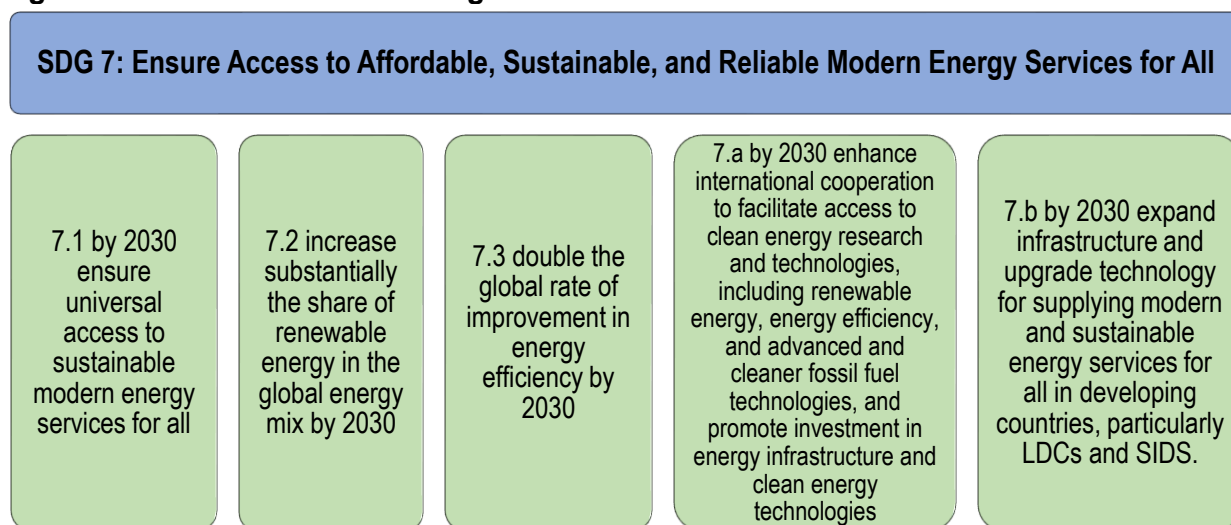 SDG 7: Ensure Access to Affordable, Sustainable, and Reliable Modern Energy Services for All
7.1 by 2030
ensure
universal
access to
sustainable
modern energy
services for all
7.2 increase
substantially
the share of
renewable
energy in the
global energy
mix by 2030
7.3 double the
global rate of
improvement in
energy
efficiency by
2030
7.a by 2030 enhance
international cooperation
to facilitate access to
clean energy research
and technologies,
including renewable
energy, energy efficiency,
and advanced and
cleaner fossil fuel
technologies, and
promote investment in
energy infrastructure and
clean energy
technologies
7.b by 2030 expand
infrastructure and
upgrade technology
for supplying modern
and sustainable
energy services for
all in developing
countries, particularly
LDCs and SIDS.